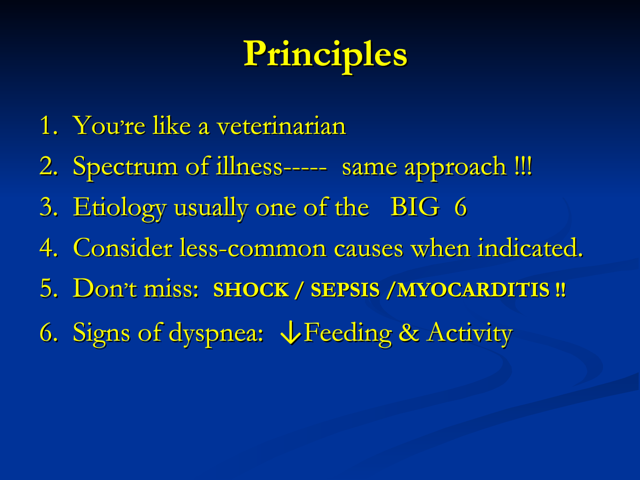 Principles
1. You're like a veterinarian
2. Spectrum of illness----- same approach !!!
3. Etiology usually one of the BIG 6
4. Consider less-common causes when indicated.
5. Don't miss: SHOCK / SEPSIS /MYOCARDITIS !!
6. Signs of dyspnea: ↓Feeding & Activity